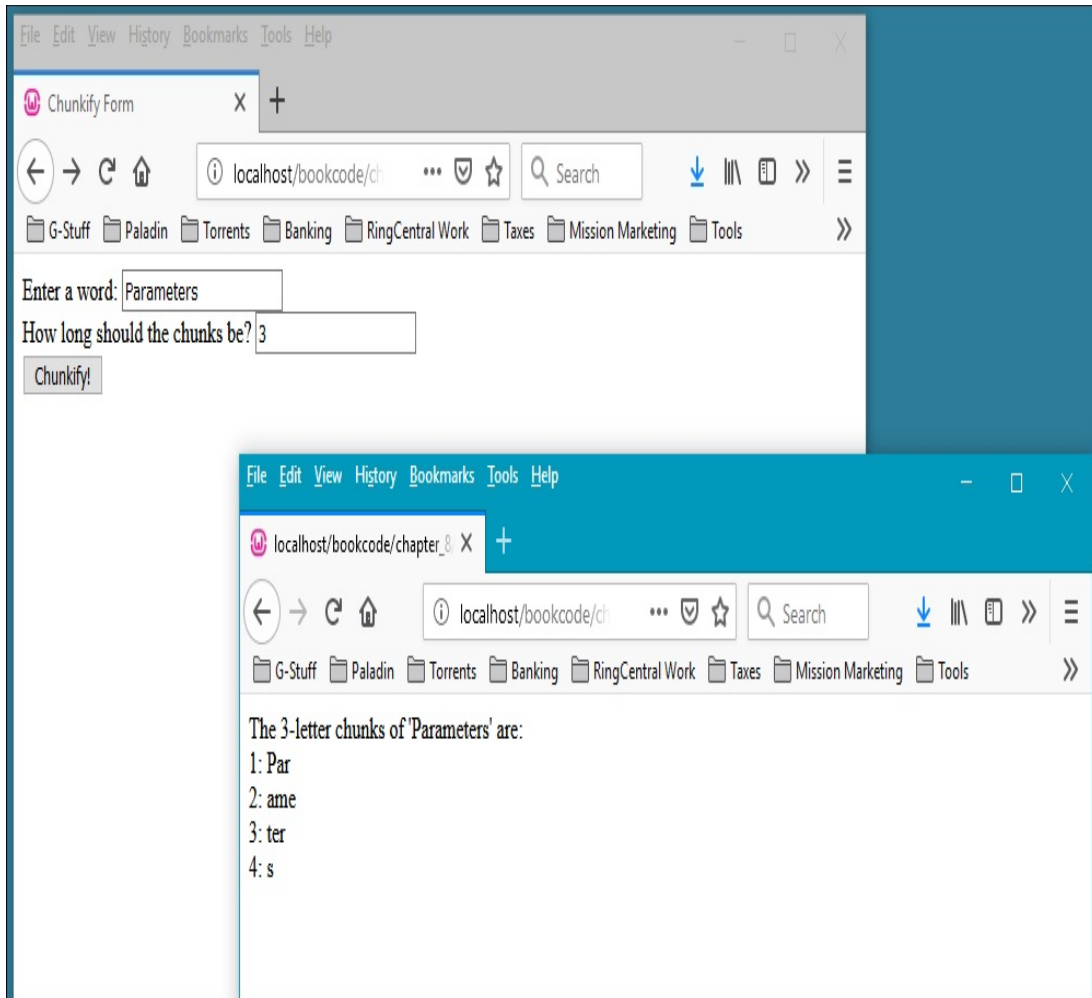 File Edit View History Bookmarks Tools Help
Chunkify Form
localhost/bookcode/ch
Search
G-Stuff Paladin Torrents Banking RingCentral Work Taxes Mission Marketing Tools
Enter a word: Parameters
How long should the chunks be? 3
Chunkify!
File Edit View History Bookmarks Tools Help
localhost/bookcode/chapter_8/
localhost/bookcode/ch
Search
G-Stuff Paladin Torrents Banking RingCentral Work Taxes Mission Marketing Tools
The 3-letter chunks of 'Parameters' are:
1: Par
2: ame
3: ter
4: s